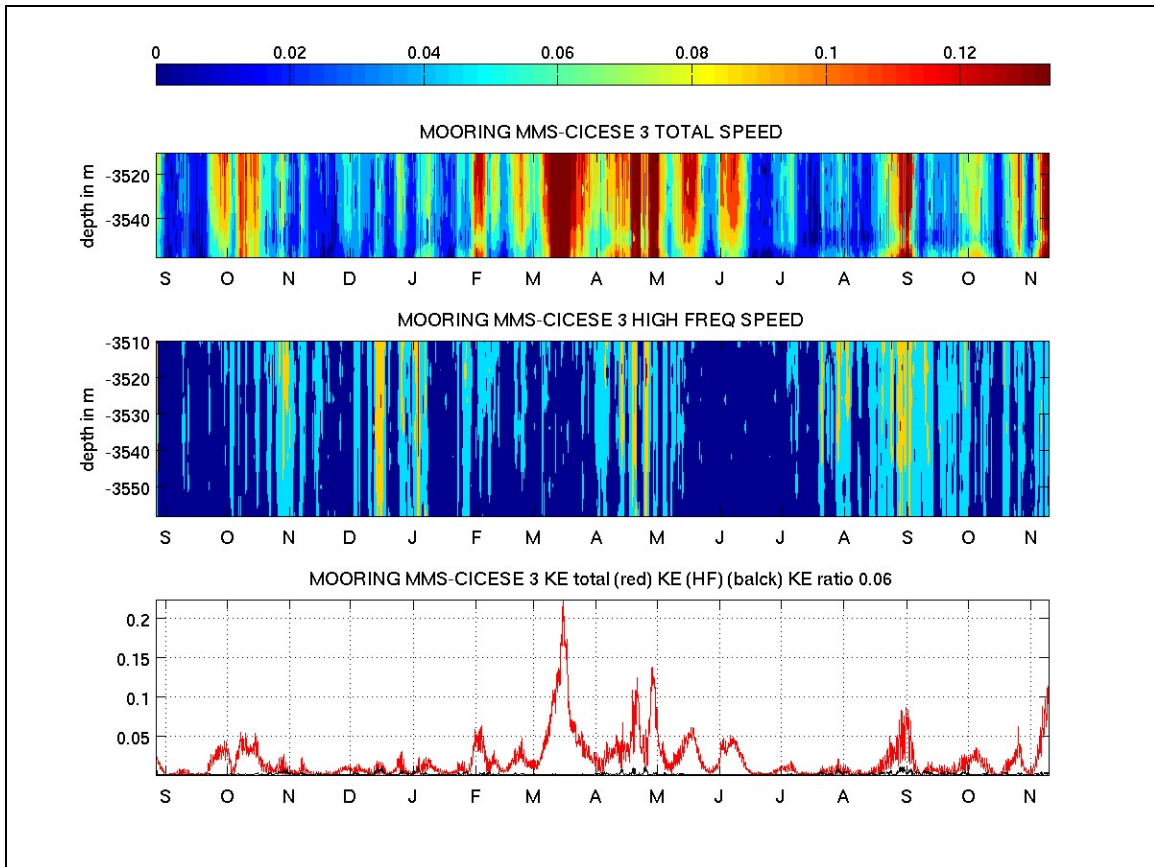 0 0.02 0.04 0.06 0.08 0.1 0.12
MOORING MMS-CICESE 3 TOTAL SPEED
depth in m
-3520
-3540
S O N D J F M A M J J A S O N
MOORING MMS-CICESE 3 HIGH FREQ SPEED
depth in m
-3510
-3520
-3530
-3540
-3550
S O N D J F M A M J J A S O N
MOORING MMS-CICESE 3 KE total (red) KE (HF) (balck) KE ratio 0.06
0.2
0.15
0.1
0.05
S O N D J F M A M J J A S O N